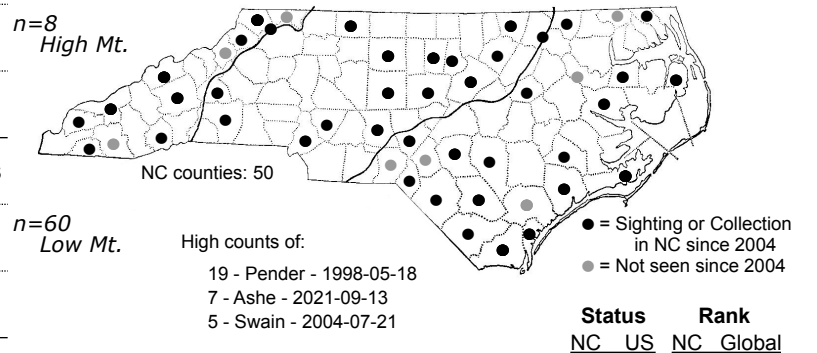 n=8
High Mt.
NC counties: 50
n=60
Low Mt.
High counts of:
19 - Pender - 1998-05-18
7 - Ashe - 2021-09-13
5 - Swain - 2004-07-21
= Sighting or Collection
in NC since 2004
= Not seen since 2004
Status Rank
NC US NC Global